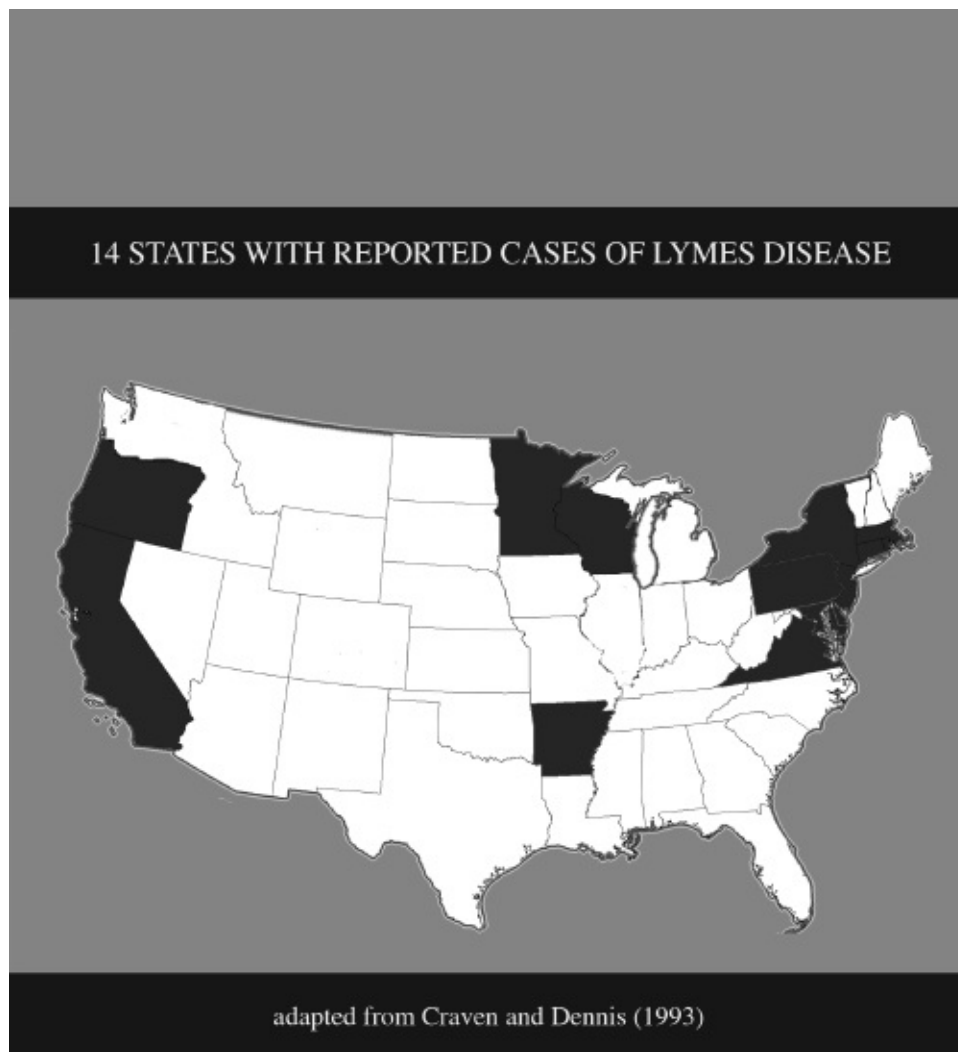 14 STATES WITH REPORTED CASES OF LYMES DISEASE
adapted from Craven and Dennis (1993)